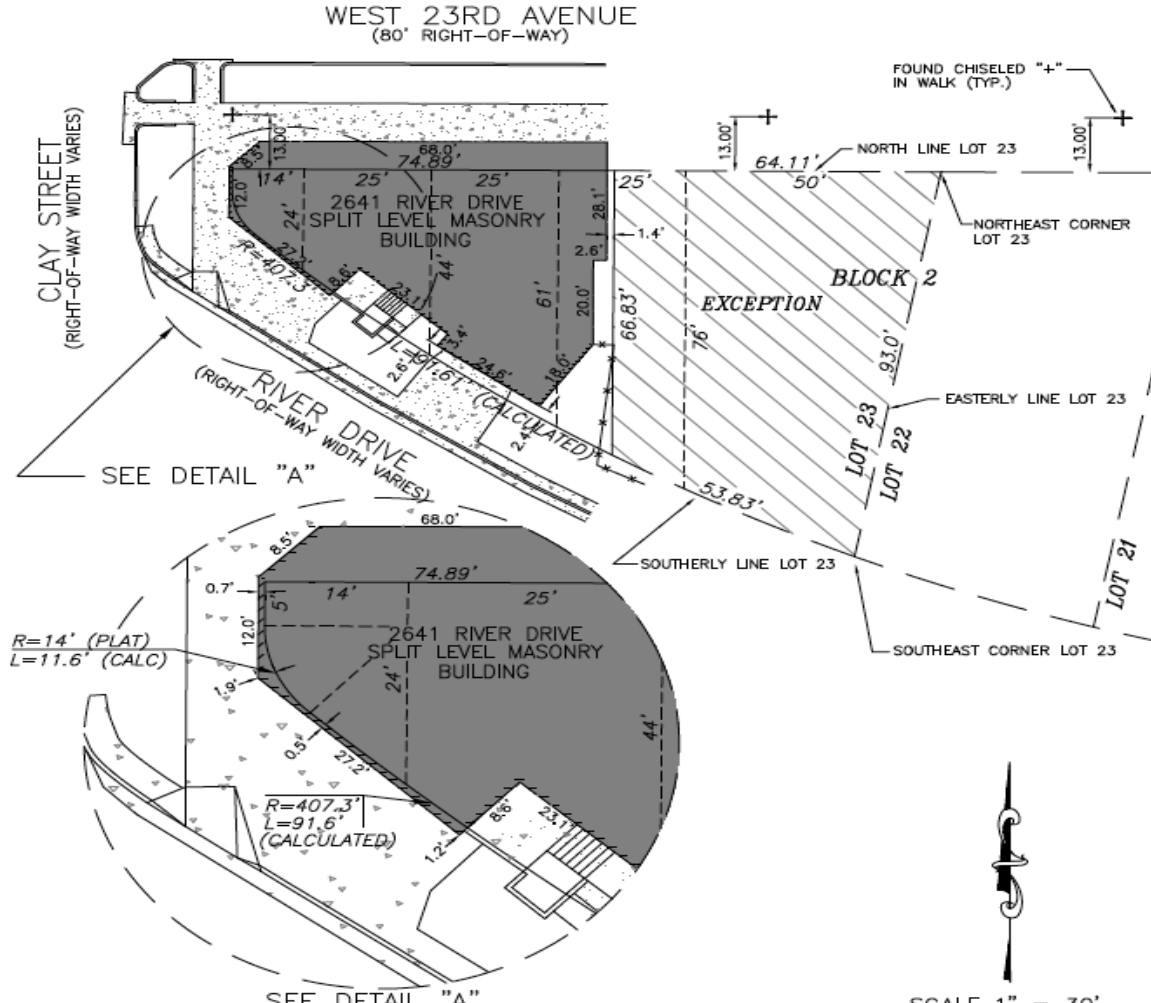 WEST 23RD AVENUE
(80' RIGHT-OF-WAY)
FOUND CHISELED "+"
IN WALK (TYP.)
CLAY STREET
(RIGHT-OF-WAY WIDTH VARIES)
13.00'
13.00'
13.00'
8.5'
68.0'
74.89'
64.11'
NORTH LINE LOT 23
14'
25'
25'
25'
50'
12.0'
24'
2641 RIVER DRIVE
SPLIT LEVEL MASONRY
BUILDING
28.1'
1.4'
2.6'
NORTHEAST CORNER
LOT 23
R=407.3'
27.2'
8.6'
44'
23.1'
61'
20.0'
66.83'
76'
BLOCK 2
EXCEPTION
93.0'
3.4'
L=91.61' (CALCULATED)
24.6'
18.0'
2.6'
2.4'
RIVER DRIVE
(RIGHT-OF-WAY WIDTH VARIES)
EASTERLY LINE LOT 23
LOT 23
LOT 22
SEE DETAIL "A"
53.83'
SOUTHERLY LINE LOT 23
LOT 21
SOUTHEAST CORNER LOT 23
68.0'
8.5'
74.89'
0.7'
5"
14'
25'
12.0'
R=14' (PLAT)
L=11.6' (CALC)
2641 RIVER DRIVE
SPLIT LEVEL MASONRY
BUILDING
24'
1.9'
0.5'
27.2'
44'
R=407.3'
L=91.6'
(CALCULATED)
8.6'
23.1'
1.2'
SEE DETAIL "A"
SCALE 1" = 30'